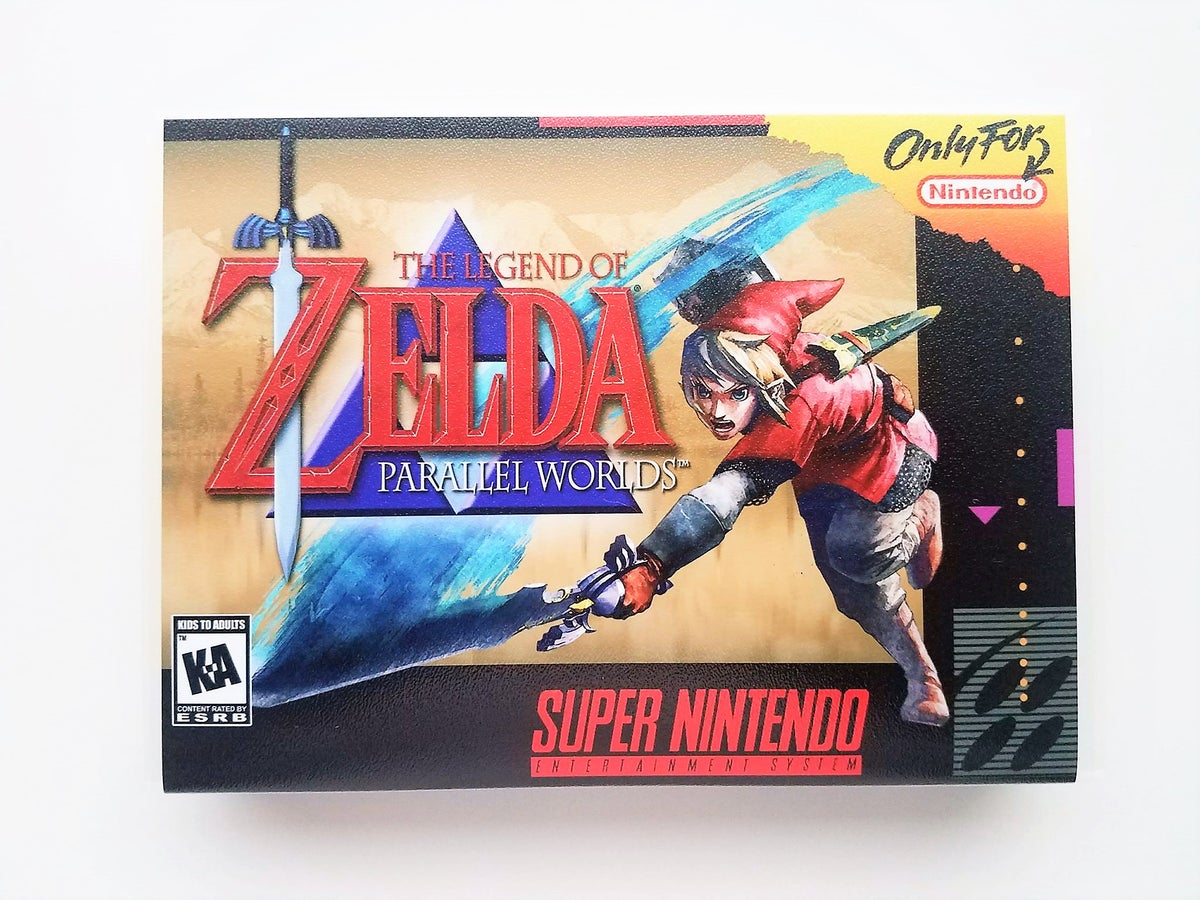 Only For
Nintendo®
THE LEGEND OF
ZELDA®
PARALLEL WORLDS™
KIDS TO ADULTS
™
K-A
CONTENT RATED BY
ESRB
SUPER NINTENDO
ENTERTAINMENT SYSTEM